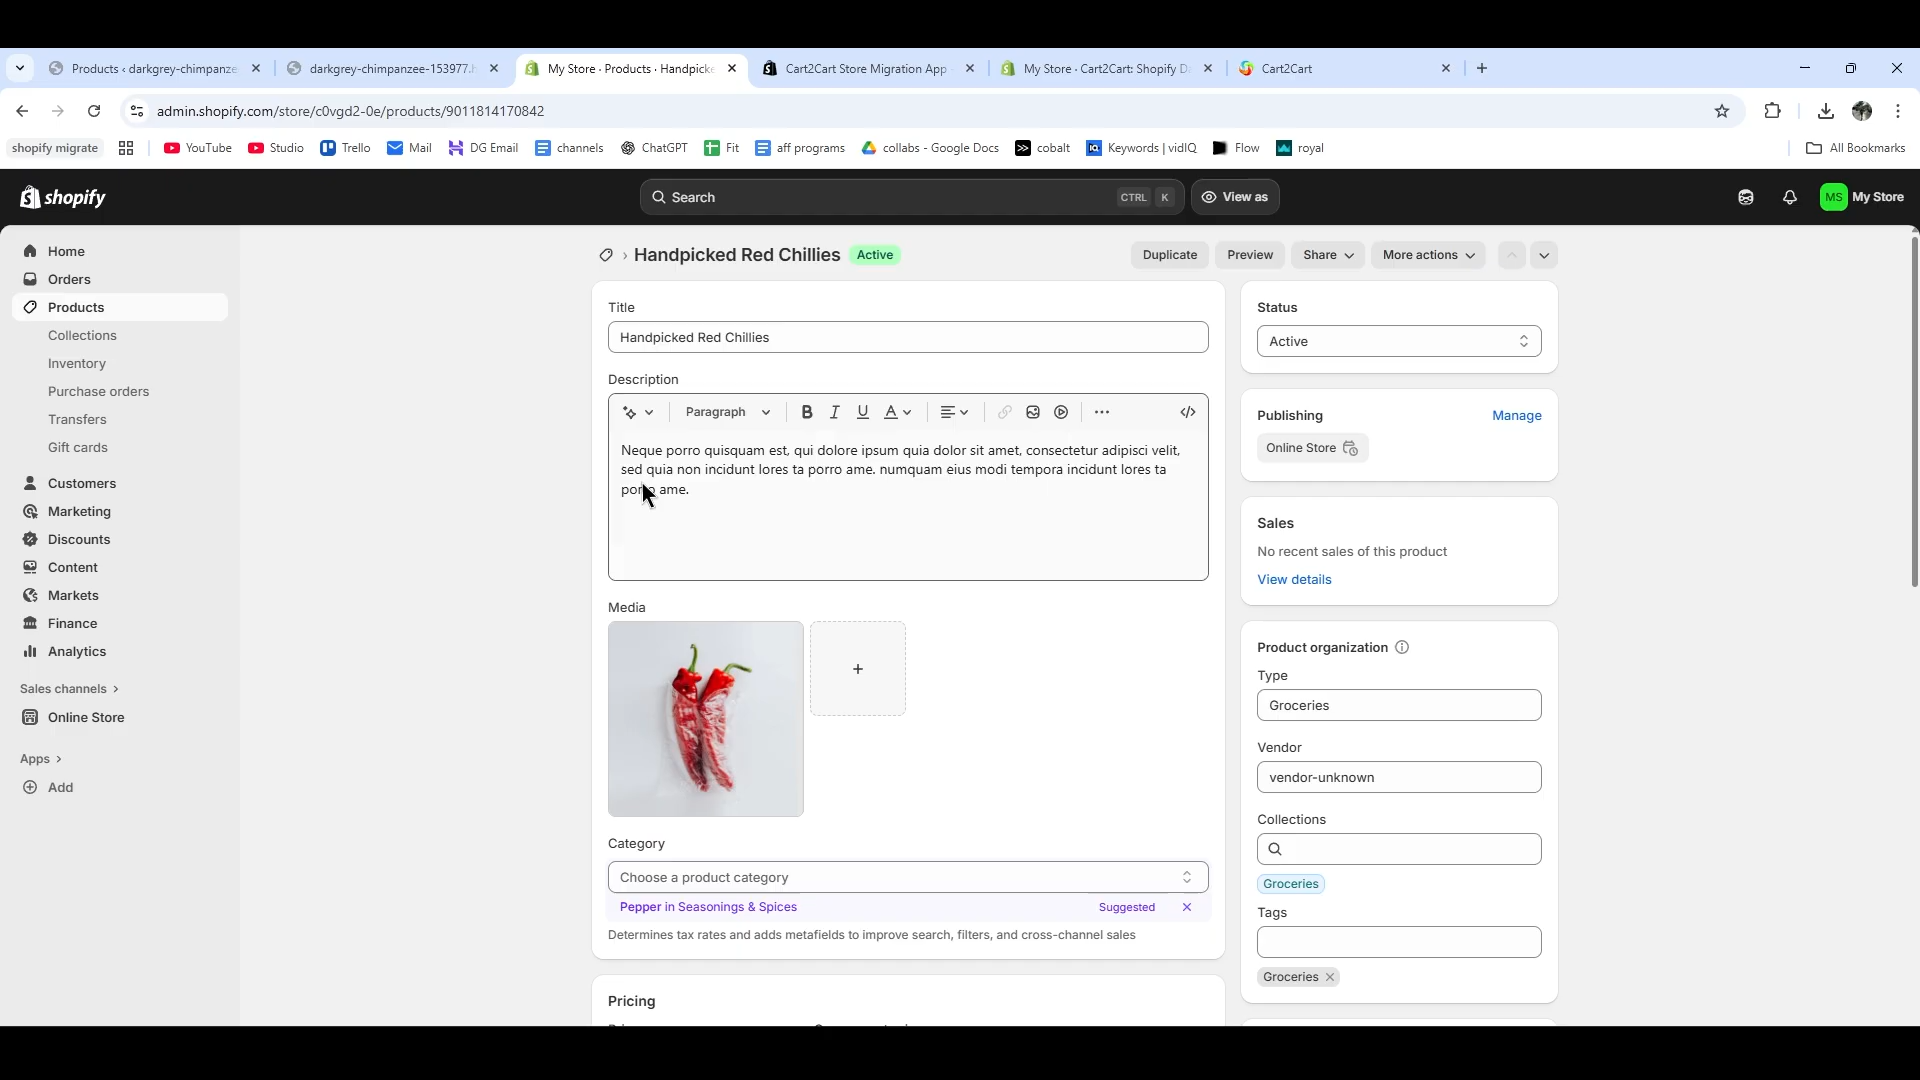 Products ‹ darkgrey-chimpanze
darkgrey-chimpanzee-153977.h
My Store · Products · Handpicke
Cart2Cart Store Migration App
My Store · Cart2Cart: Shopify D
Cart2Cart
admin.shopify.com/store/c0vgd2-0e/products/9011814170842
shopify migrate
YouTube
Studio
Trello
Mail
DG Email
channels
ChatGPT
Fit
aff programs
collabs - Google Docs
cobalt
Keywords | vidIQ
Flow
royal
All Bookmarks
shopify
Search
CTRL K
View as
MS My Store
Home
Orders
Products
Collections
Inventory
Purchase orders
Transfers
Gift cards
Customers
Marketing
Discounts
Content
Markets
Finance
Analytics
Sales channels
Online Store
Apps
Add
Handpicked Red Chillies Active
Duplicate
Preview
Share
More actions
Title
Handpicked Red Chillies
Description
Paragraph
Neque porro quisquam est, qui dolore ipsum quia dolor sit amet, consectetur adipisci velit,
sed quia non incidunt lores ta porro ame. numquam eius modi tempora incidunt lores ta
porro ame.
Media
Category
Choose a product category
Pepper in Seasonings & Spices
Suggested
Determines tax rates and adds metafields to improve search, filters, and cross-channel sales
Pricing
Status
Active
Publishing
Manage
Online Store
Sales
No recent sales of this product
View details
Product organization
Type
Groceries
Vendor
vendor-unknown
Collections
Groceries
Tags
Groceries